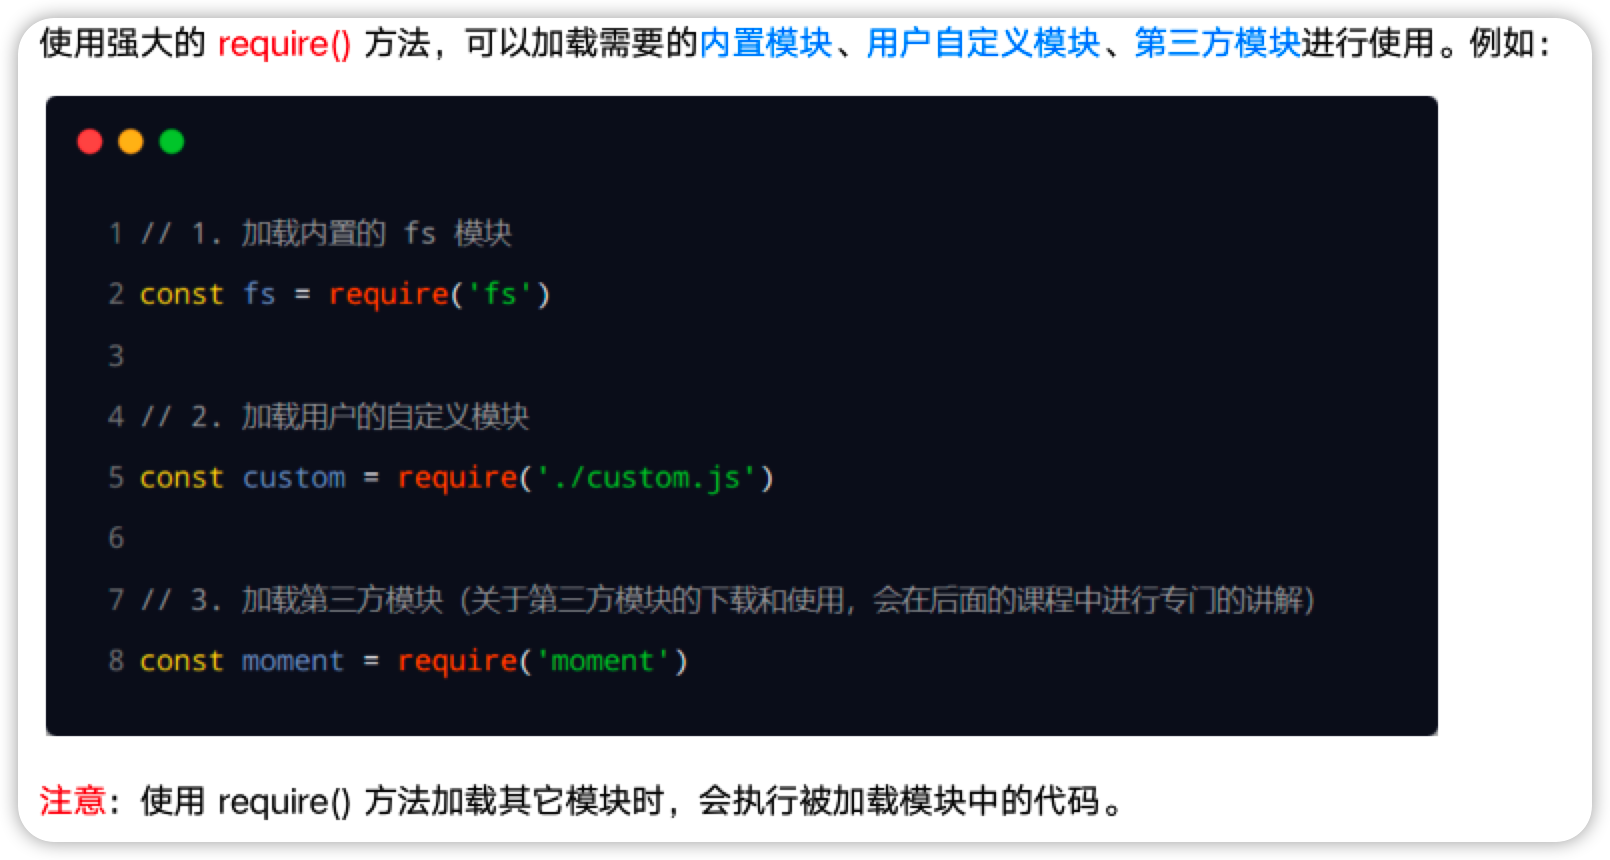 使用强大的 require() 方法，可以加载需要的内置模块、用户自定义模块、第三方模块进行使用。例如：
1 // 1. 加载内置的 fs 模块
2 const fs = require('fs')
3
4 // 2. 加载用户的自定义模块
5 const custom = require('./custom.js')
6
7 // 3. 加载第三方模块（关于第三方模块的下载和使用，会在后面的课程中进行专门的讲解）
8 const moment = require('moment')
注意：使用 require() 方法加载其它模块时，会执行被加载模块中的代码。